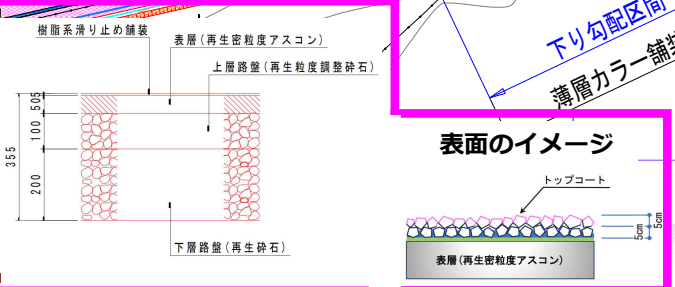 樹脂系滑り止め舗装
表層(再生密粒度アスコン)
上層路盤(再生粒度調整砕石)
355
5
50
100
200
下層路盤(再生砕石)
下り勾配区間
薄層カラー舗装
表面のイメージ
トップコート
5cm
5cm
表層(再生密粒度アスコン)